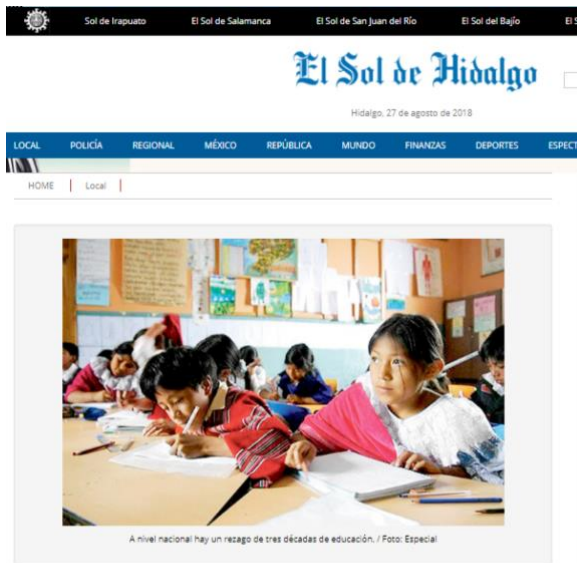 Sol de Irapuato El Sol de Salamanca El Sol de San Juan del Río El Sol del Bajío El S
El Sol de Hidalgo
Hidalgo, 27 de agosto de 2018
LOCAL POLICÍA REGIONAL MÉXICO REPÚBLICA MUNDO FINANZAS DEPORTES ESPECT
HOME Local
A nivel nacional hay un rezago de tres décadas de educación. / Foto: Especial